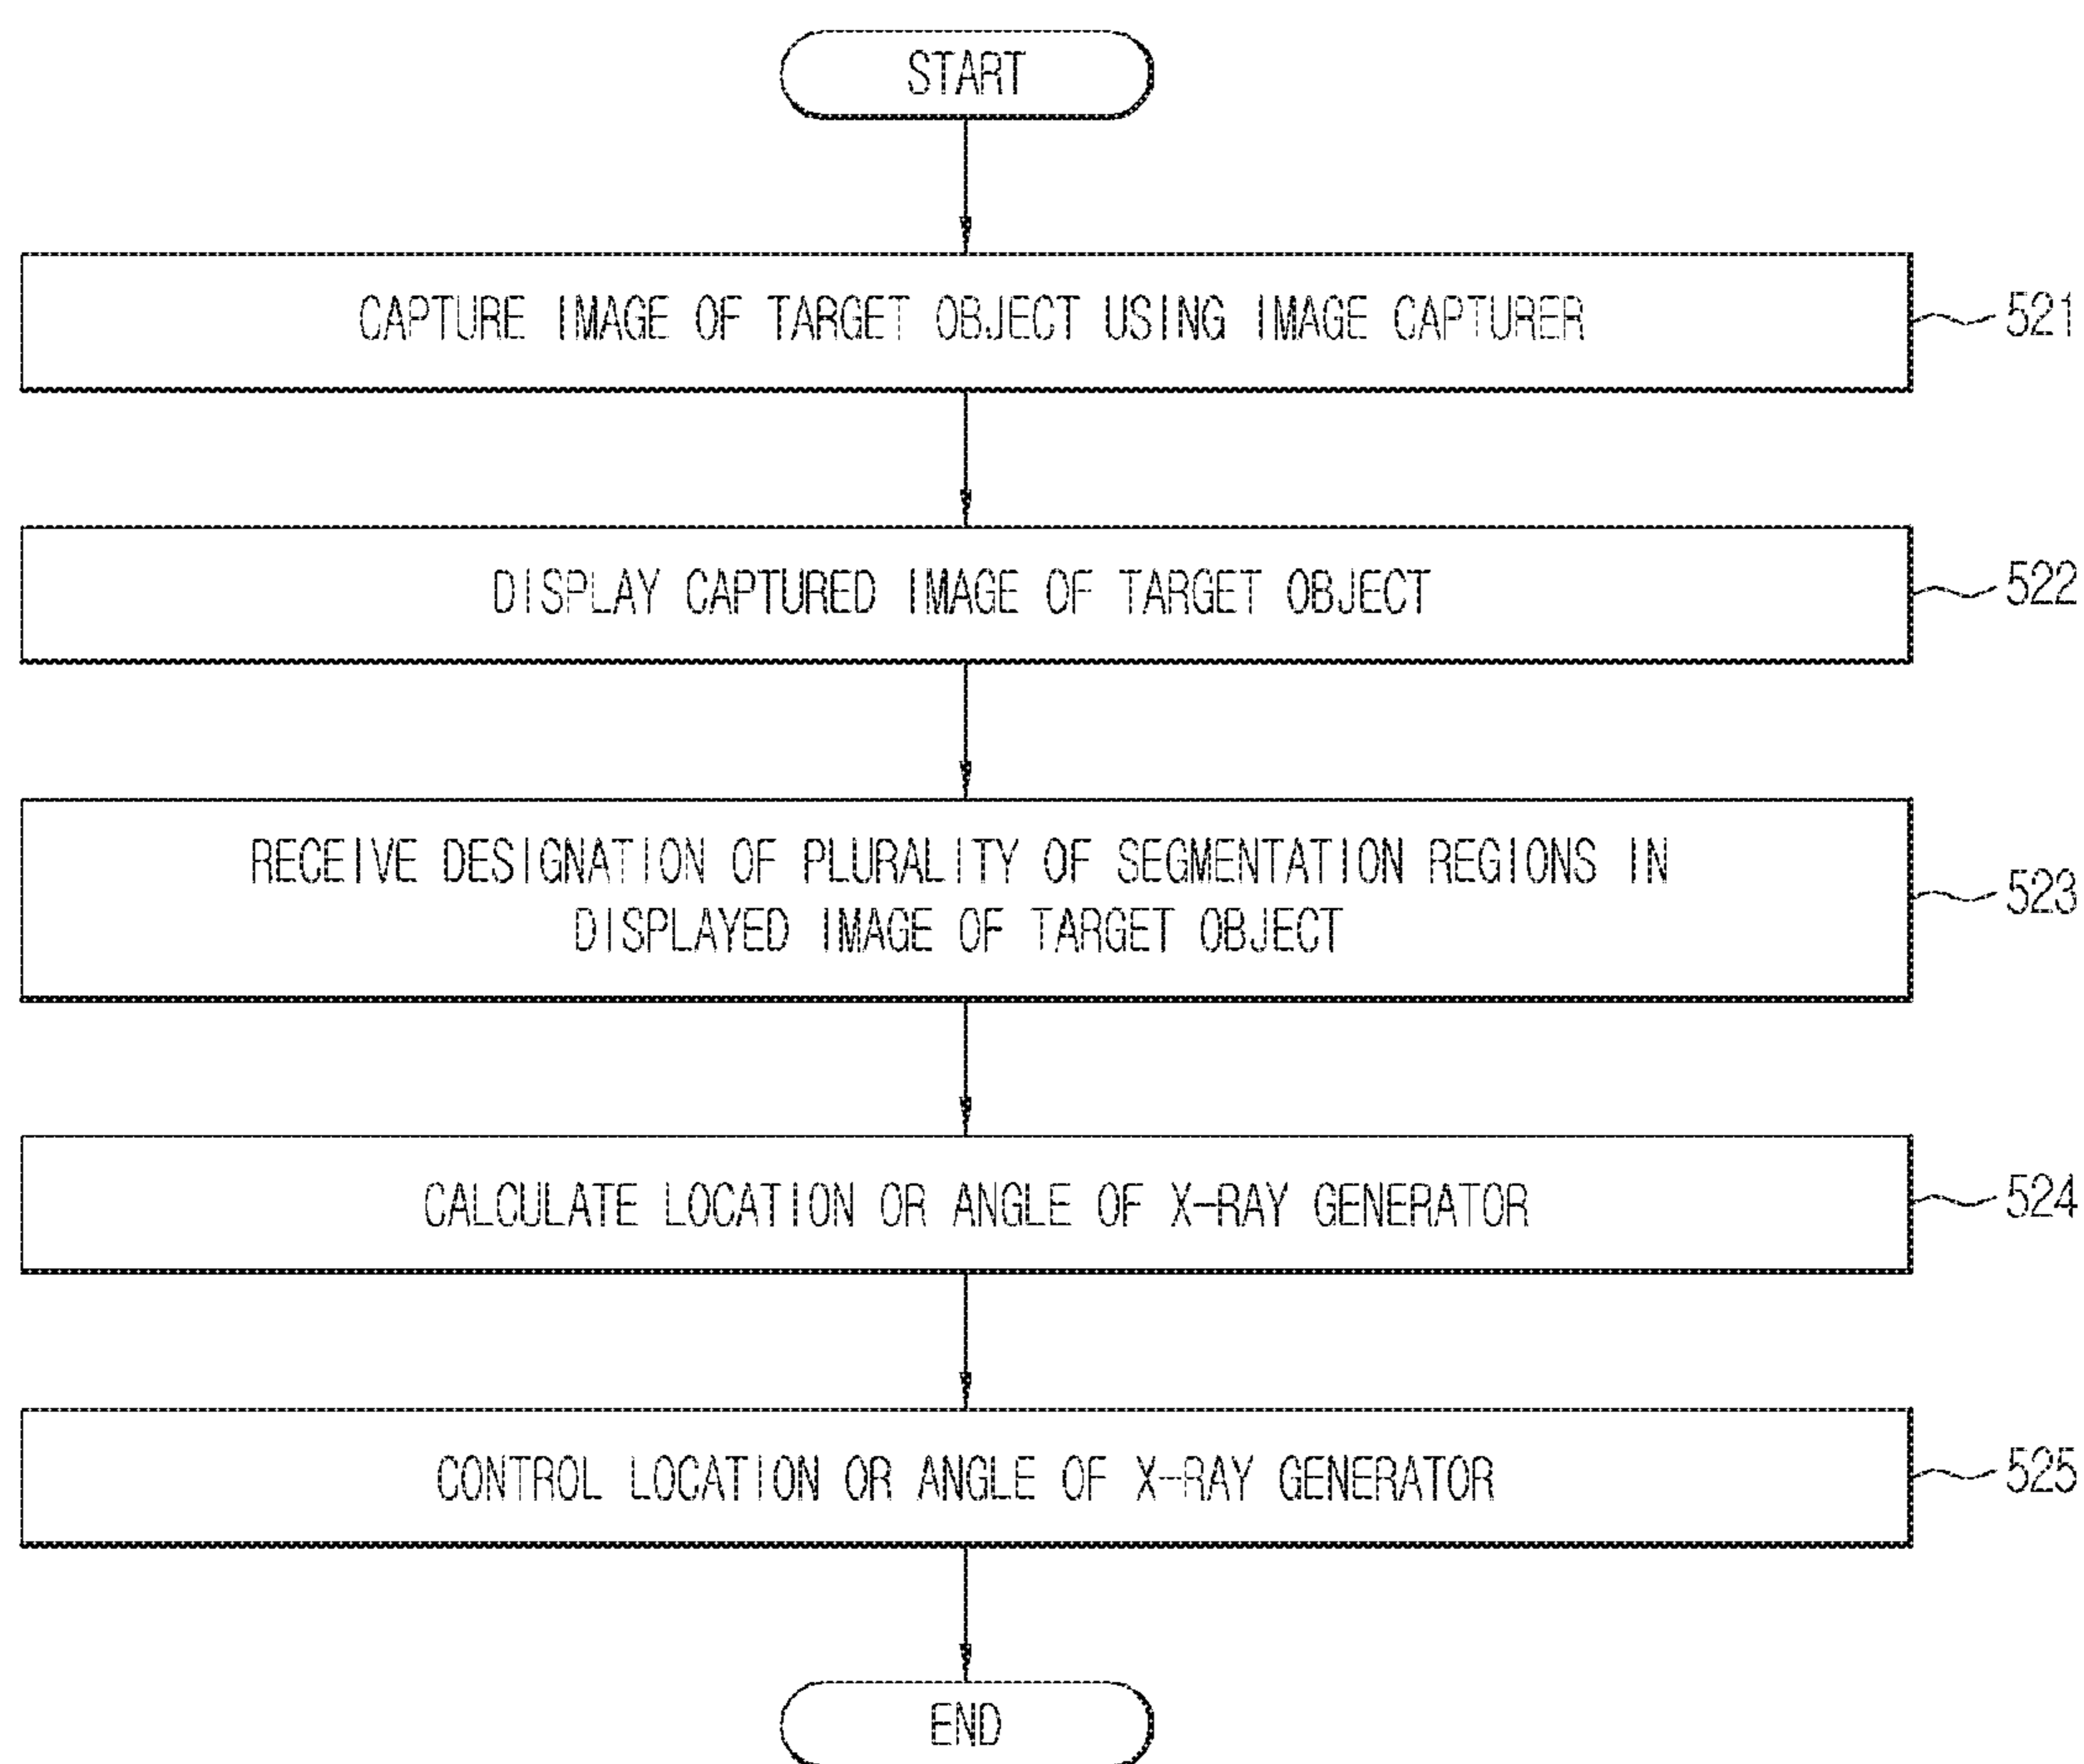 START
CAPTURE IMAGE OF TARGET OBJECT USING IMAGE CAPTURER
521
DISPLAY CAPTURED IMAGE OF TARGET OBJECT
522
RECEIVE DESIGNATION OF PLURALITY OF SEGMENTATION REGIONS IN
DISPLAYED IMAGE OF TARGET OBJECT
523
CALCULATE LOCATION OR ANGLE OF X-RAY GENERATOR
524
CONTROL LOCATION OR ANGLE OF X-RAY GENERATOR
525
END